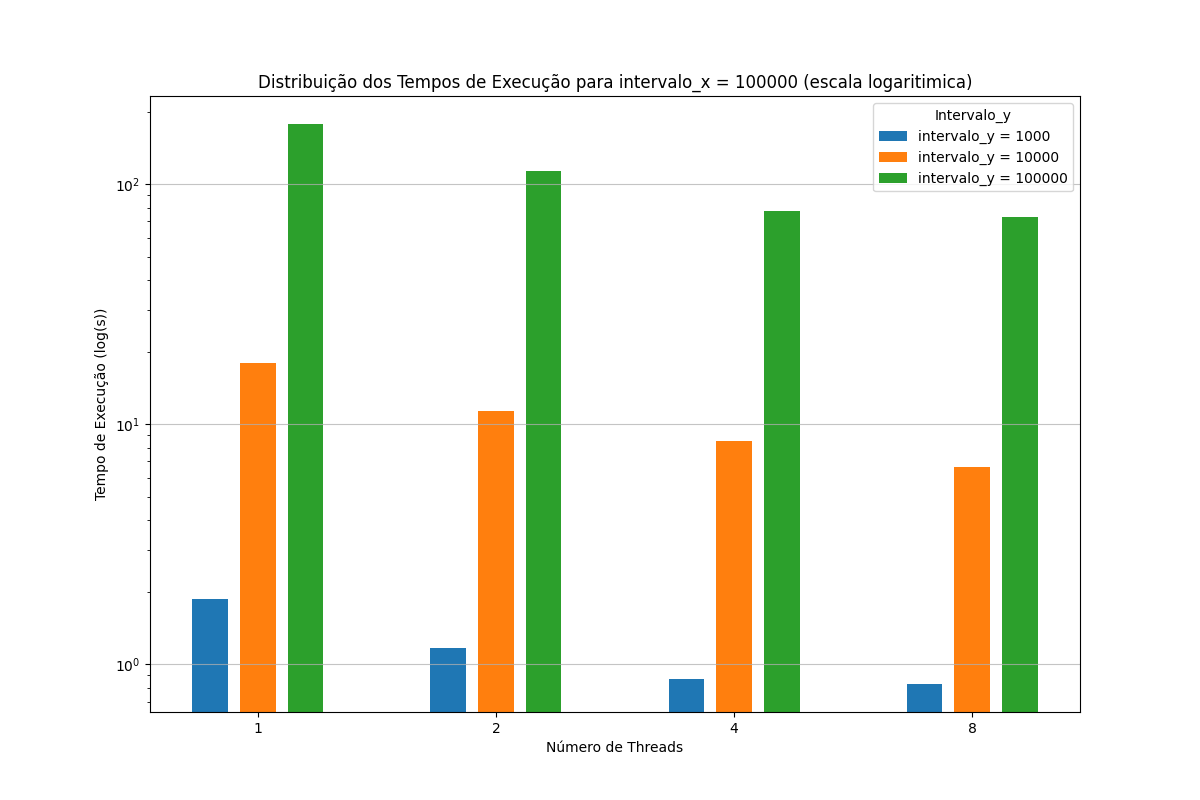 Distribuição dos Tempos de Execução para intervalo_x = 100000 (escala logaritimica)
Intervalo_y
intervalo_y = 1000
intervalo_y = 10000
intervalo_y = 100000
Tempo de Execução (log(s))
10²
10¹
10⁰
1 2 4 8
Número de Threads